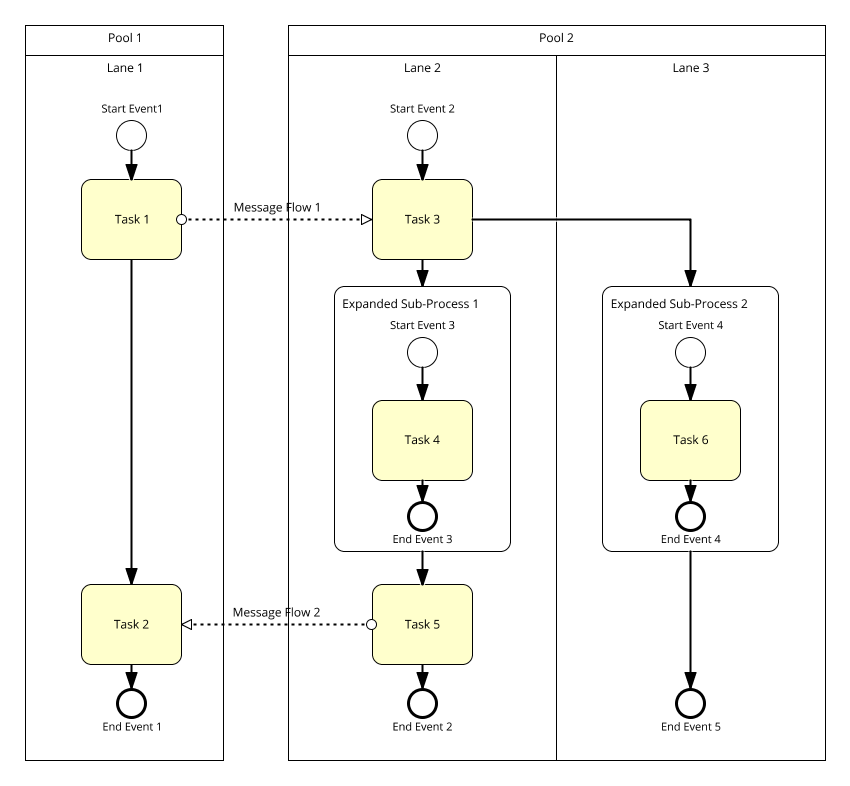 Pool 1
Pool 2
Lane 1
Lane 2
Lane 3
Start Event1
Start Event 2
Message Flow 1
Task 1
Task 3
Expanded Sub-Process 1
Expanded Sub-Process 2
Start Event 3
Start Event 4
Task 4
Task 6
End Event 3
End Event 4
Message Flow 2
Task 2
Task 5
End Event 1
End Event 2
End Event 5